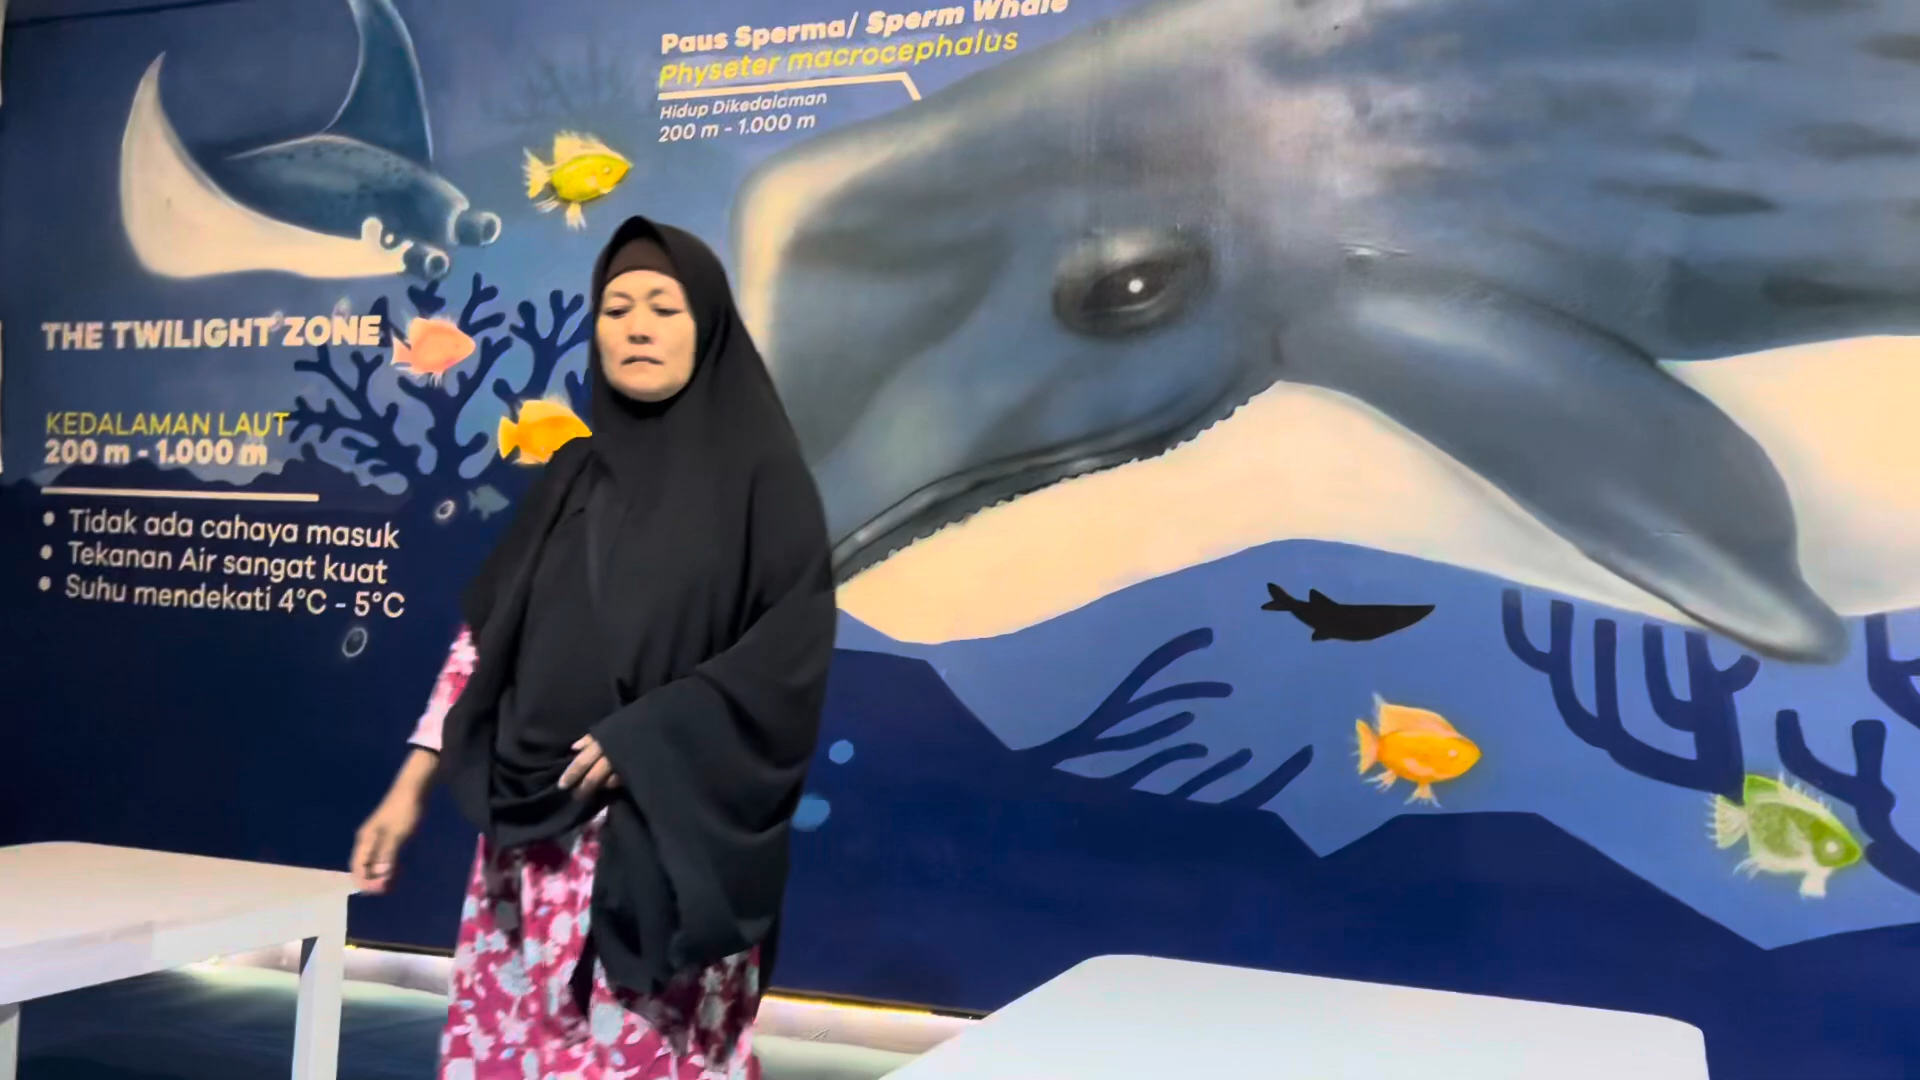 Paus Sperma/ Sperm Whale
Physeter macrocephalus
Hidup Dikedalaman
200 m - 1.000 m
THE TWILIGHT ZONE
KEDALAMAN LAUT
200 m - 1.000 m
• Tidak ada cahaya masuk
• Tekanan Air sangat kuat
• Suhu mendekati 4°C - 5°C